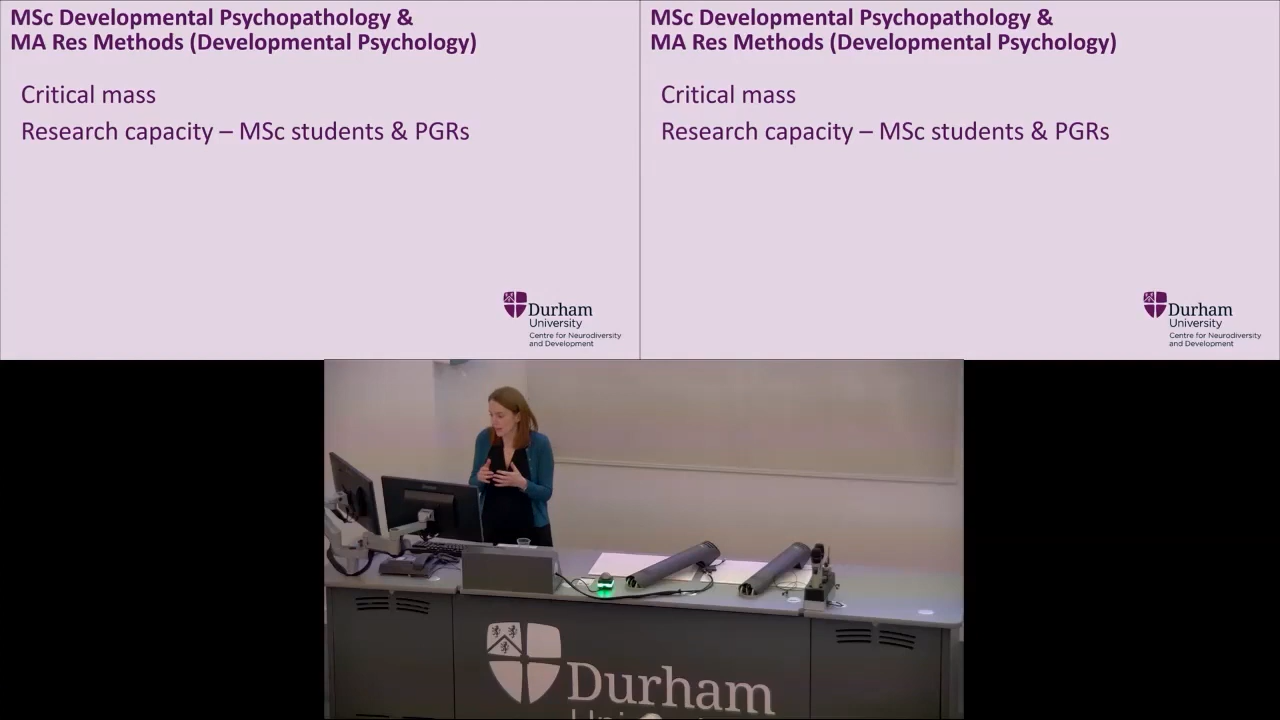 MSc Developmental Psychopathology &
MA Res Methods (Developmental Psychology)
Critical mass
Research capacity – MSc students & PGRs
Durham
University
Centre for Neurodiversity
and Development
MSc Developmental Psychopathology &
MA Res Methods (Developmental Psychology)
Critical mass
Research capacity – MSc students & PGRs
Durham
University
Centre for Neurodiversity
and Development
Durham